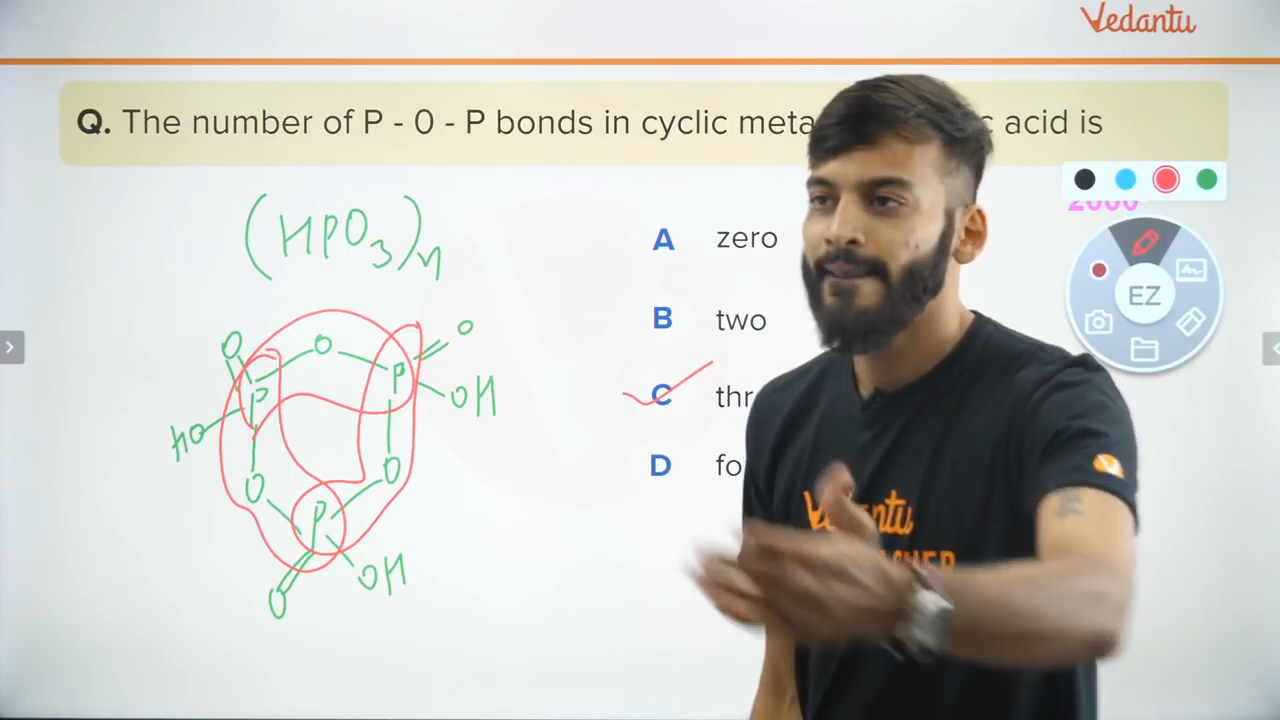 Vedantu
Q. The number of P - 0 - P bonds in cyclic meta acid is
2000
(HPO3)n
A zero
B two
C thr
D fo
EZ
O O O
P P
OH
HO
O O
P
OH
O
Vedantu